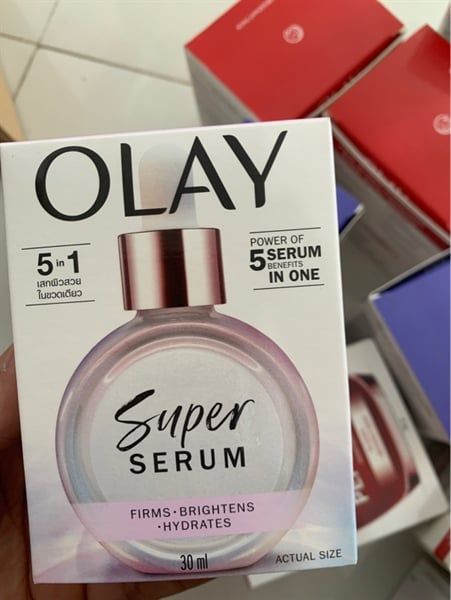 OLAY
5 in 1
เสกผิวสวย
ในขวดเดียว
POWER OF
5 SERUM
BENEFITS
IN ONE
Super
SERUM
FIRMS • BRIGHTENS
• HYDRATES
30 ml
ACTUAL SIZE